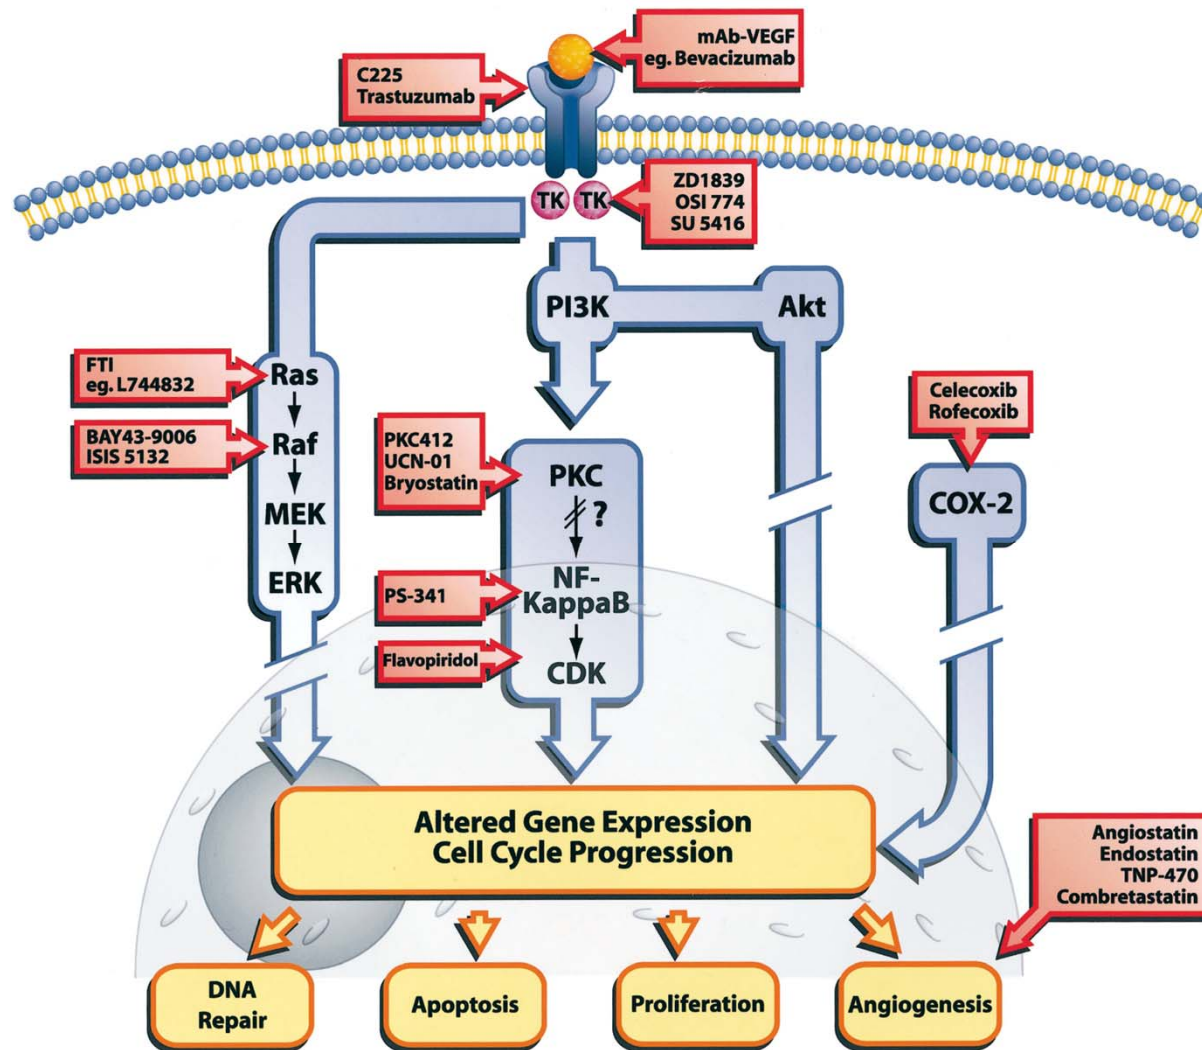 mAb-VEGF
eg. Bevacizumab
C225
Trastuzumab
TK
TK
ZD1839
OSI 774
SU 5416
PI3K
Akt
FTI
eg. L744832
Ras
BAY43-9006
ISIS 5132
Raf
MEK
ERK
PKC412
UCN-01
Bryostatin
PKC
?
PS-341
NF-
KappaB
Flavopiridol
CDK
Celecoxib
Rofecoxib
COX-2
Altered Gene Expression
Cell Cycle Progression
Angiostatin
Endostatin
TNP-470
Combretastatin
DNA
Repair
Apoptosis
Proliferation
Angiogenesis